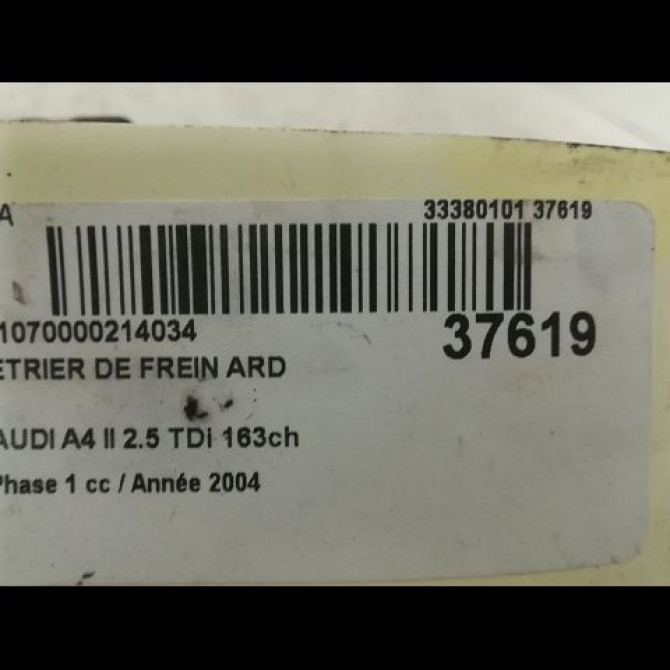 A 33380101 37619
1070000214034 37619
ETRIER DE FREIN ARD
AUDI A4 II 2.5 TDi 163ch
Phase 1 cc / Année 2004